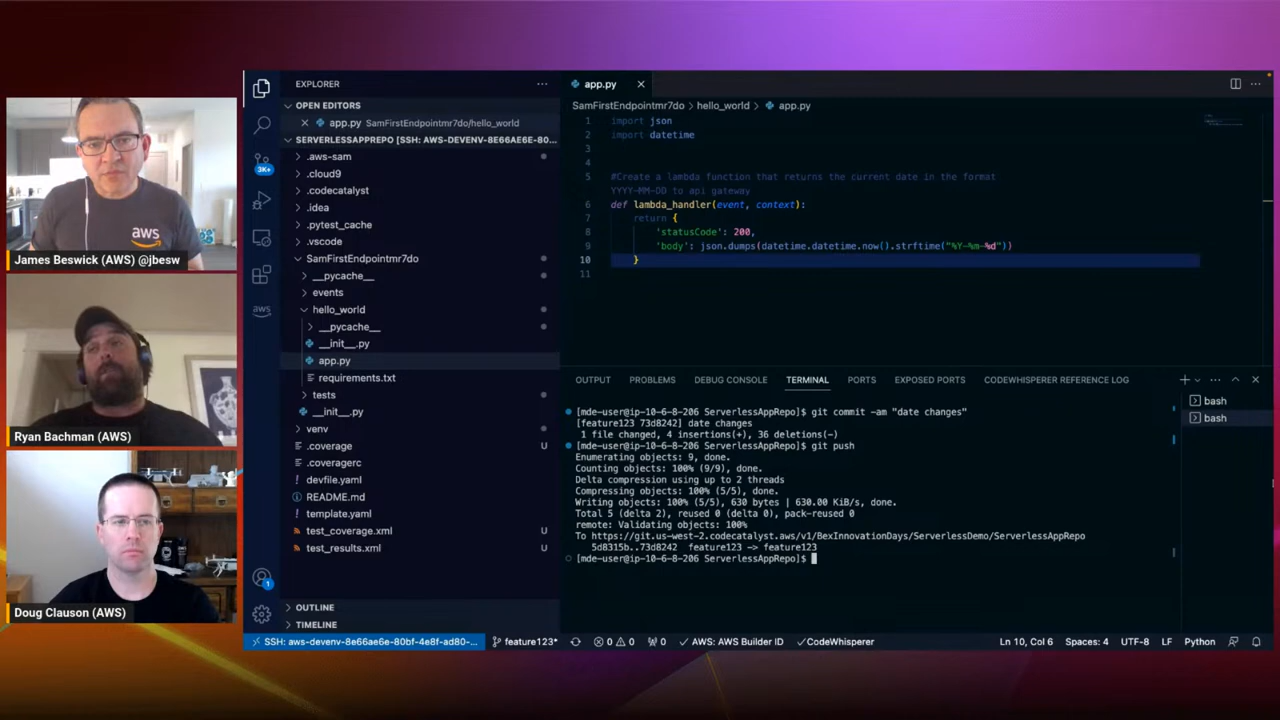 aws
James Beswick (AWS) @jbesw
Ryan Bachman (AWS)
Doug Clauson (AWS)
EXPLORER
OPEN EDITORS
app.py SamFirstEndpointmr7do/hello_world
SERVERLESSAPPREPO [SSH: AWS-DEVENV-8E66AE6E-80...
.aws-sam
.cloud9
3K+
.codecatalyst
.idea
.pytest_cache
.vscode
SamFirstEndpointmr7do
__pycache__
events
hello_world
aws
__pycache__
__init__.py
app.py
requirements.txt
tests
__init__.py
venv
.coverage
.coveragerc
devfile.yaml
README.md
template.yaml
test_coverage.xml U
test_results.xml U
1
OUTLINE
TIMELINE
app.py
SamFirstEndpointmr7do > hello_world > app.py
1 import json
2 import datetime
3
4
5 #Create a lambda function that returns the current date in the format
YYYY-MM-DD to api gateway
6 def lambda_handler(event, context):
7 return {
8 'statusCode': 200,
9 'body': json.dumps(datetime.datetime.now().strftime("%Y-%m-%d"))
10 }
11
OUTPUT PROBLEMS DEBUG CONSOLE TERMINAL PORTS EXPOSED PORTS CODEWHISPERER REFERENCE LOG
bash
bash
[mde-user@ip-10-6-8-206 ServerlessAppRepo]$ git commit -am "date changes"
[feature123 73d8242] date changes
1 file changed, 4 insertions(+), 36 deletions(-)
[mde-user@ip-10-6-8-206 ServerlessAppRepo]$ git push
Enumerating objects: 9, done.
Counting objects: 100% (9/9), done.
Delta compression using up to 2 threads
Compressing objects: 100% (5/5), done.
Writing objects: 100% (5/5), 630 bytes | 630.00 KiB/s, done.
Total 5 (delta 2), reused 0 (delta 0), pack-reused 0
remote: Validating objects: 100%
To https://git.us-west-2.codecatalyst.aws/v1/BexInnovationDays/ServerlessDemo/ServerlessAppRepo
5d8315b..73d8242 feature123 -> feature123
[mde-user@ip-10-6-8-206 ServerlessAppRepo]$
SSH: aws-devenv-8e66ae6e-80bf-4e8f-ad80-... feature123* 0 0 0 AWS: AWS Builder ID CodeWhisperer Ln 10, Col 6 Spaces: 4 UTF-8 LF Python